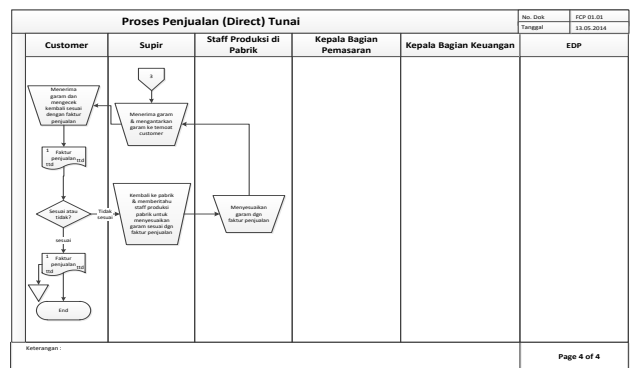 Proses Penjualan (Direct) Tunai
No. Dok
FCP 01.01
Tanggal
13.05.2014
Customer
Supir
Staff Produksi di
Pabrik
Kepala Bagian
Pemasaran
Kepala Bagian Keuangan
EDP
3
Menerima
garam dan
mengecek
kembali sesuai
dengan faktur
penjualan
Menerima garam
& mengantarkan
garam ke temoat
customer
1
Faktur
penjualan
ttd
ttd
Sesuai atau
tidak?
Tidak
sesuai
Kembali ke pabrik
& memberitahu
staff produksi
pabrik untuk
menyesuaikan
garam sesuai dgn
faktur penjualan
Menyesuaikan
garam dgn
faktur penjualan
sesuai
1
Faktur
penjualan
ttd
ttd
End
Keterangan :
Page 4 of 4